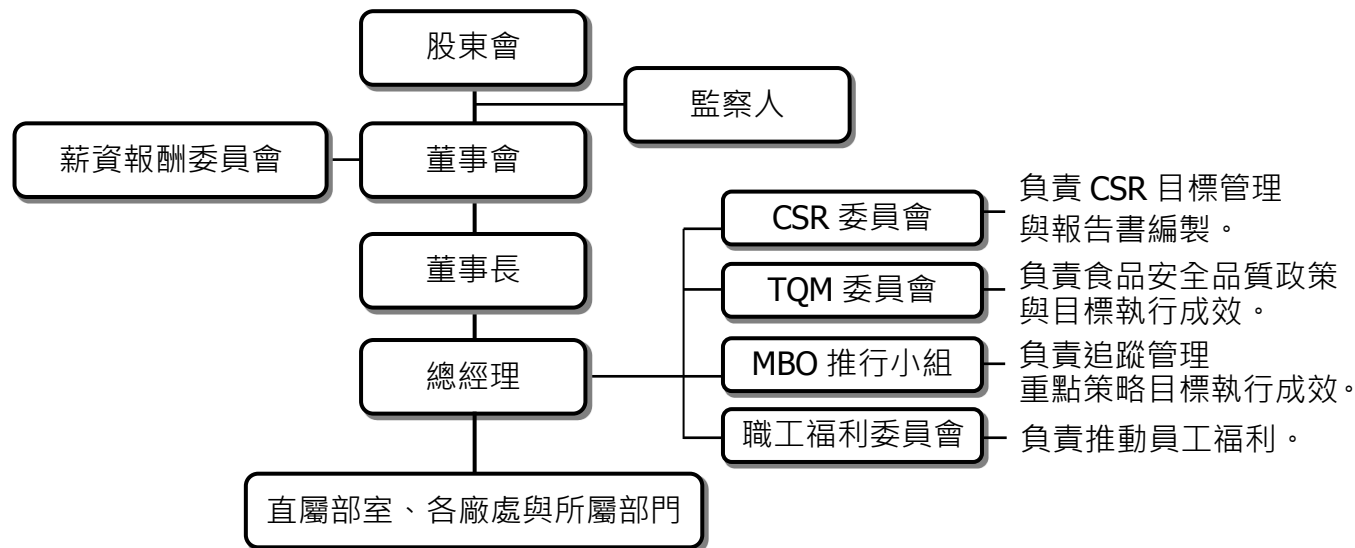 股東會
監察人
薪資報酬委員會
董事會
董事長
總經理
CSR 委員會
負責 CSR 目標管理
與報告書編製。
TQM 委員會
負責食品安全品質政策
與目標執行成效。
MBO 推行小組
負責追蹤管理
重點策略目標執行成效。
職工福利委員會
負責推動員工福利。
直屬部室、各廠處與所屬部門